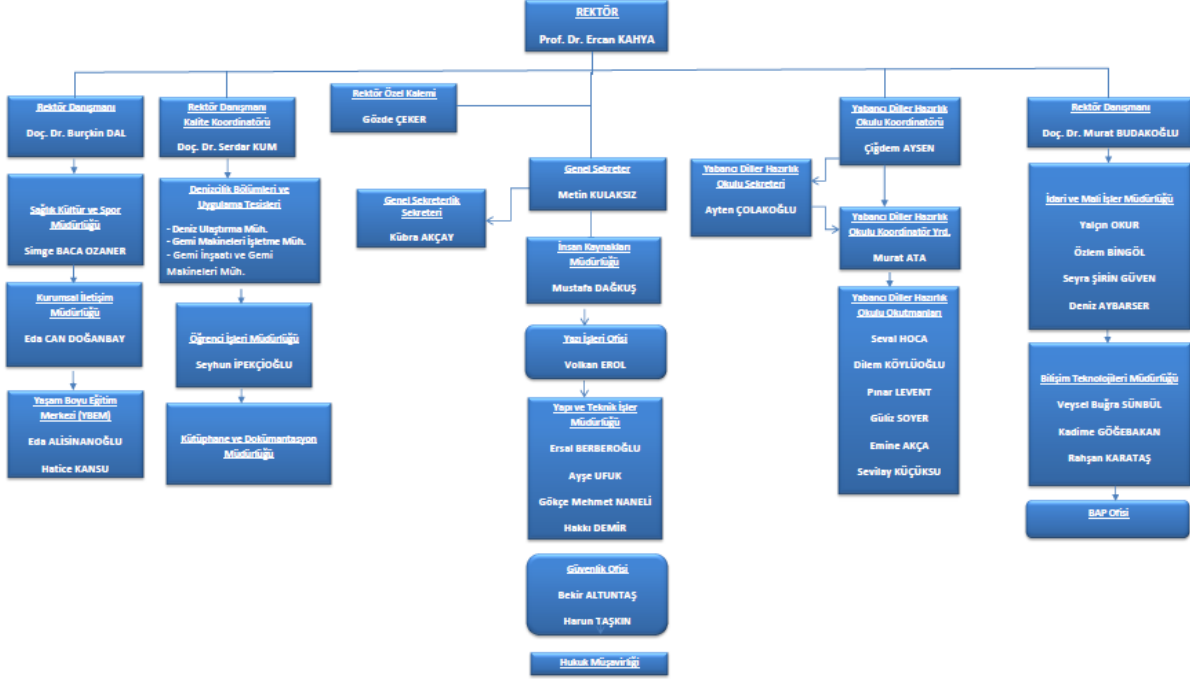 REKTÖR
Prof. Dr. Ercan KAHYA
Rektör Danışmanı
Doç. Dr. Burçkin DAL
Sağlık Kültür ve Spor
Müdürlüğü
Simge BACA OZANER
Kurumsal İletişim
Müdürlüğü
Eda CAN DOĞANBAY
Yaşam Boyu Eğitim
Merkezi (YBEM)
Eda ALİSİNANOĞLU
Hatice KANSU
Rektör Danışmanı
Kalite Koordinatörü
Doç. Dr. Serdar KUM
Denizcilik Bölümleri ve
Uygulama Tesisleri
- Deniz Ulaştırma Müh.
- Gemi Makineleri İşletme Müh.
- Gemi İnşaatı ve Gemi
Makineleri Müh.
Öğrenci İşleri Müdürlüğü
Seyhun İPEKÇİOĞLU
Kütüphane ve Dokümantasyon
Müdürlüğü
Rektör Özel Kalemi
Gözde ÇEKER
Genel Sekreter
Metin KULAKSIZ
Genel Sekreterlik
Sekreteri
Kübra AKÇAY
İnsan Kaynakları
Müdürlüğü
Mustafa DAĞKUŞ
Yazı İşleri Ofisi
Volkan EROL
Yapı ve Teknik İşler
Müdürlüğü
Ersal BERBEROĞLU
Ayşe UFUK
Gökçe Mehmet NANELİ
Hakkı DEMİR
Güvenlik Ofisi
Bekir ALTUNTAŞ
Harun TAŞKIN
Hukuk Müşavirliği
Yabancı Diller Hazırlık
Okulu Koordinatörü
Çiğdem AYSEN
Yabancı Diller Hazırlık
Okulu Sekreteri
Ayten ÇOLAKOĞLU
Yabancı Diller Hazırlık
Okulu Koordinatör Yrd.
Murat ATA
Yabancı Diller Hazırlık
Okulu Okutmanları
Seval HOCA
Dilem KÖYLÜOĞLU
Pınar LEVENT
Güliz SOYER
Emine AKÇA
Sevilay KÜÇÜKSU
Rektör Danışmanı
Doç. Dr. Murat BUDAKOĞLU
İdari ve Mali İşler Müdürlüğü
Yalçın OKUR
Özlem BİNGÖL
Seyra ŞİRİN GÜVEN
Deniz AYBARSER
Bilişim Teknolojileri Müdürlüğü
Veysel Buğra SÜNBÜL
Kadime GÖĞEBAKAN
Rahşan KARATAŞ
BAP Ofisi